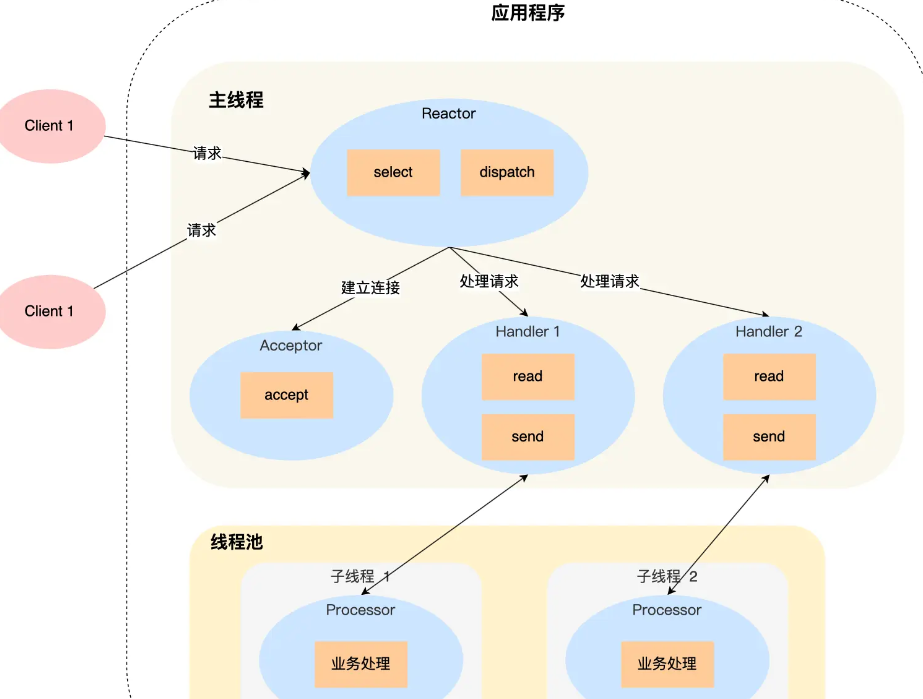 应用程序
主线程
Reactor
Client 1
select
dispatch
请求
请求
建立连接
处理请求
处理请求
Client 1
Acceptor
Handler 1
Handler 2
accept
read
read
send
send
线程池
子线程 1
子线程 2
Processor
Processor
业务处理
业务处理